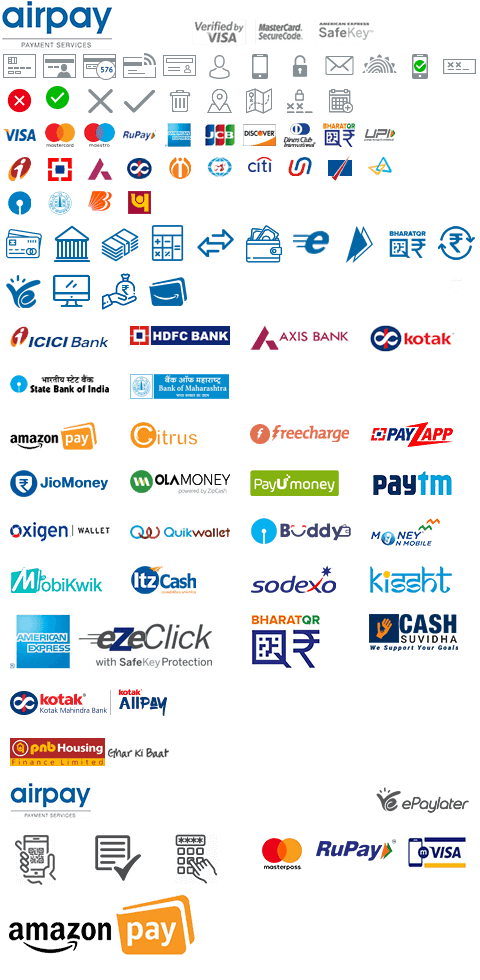 airpay
PAYMENT SERVICES
Verified by
VISA
MasterCard.
SecureCode.
AMERICAN EXPRESS
SafeKey
576
VISA
mastercard
maestro
RuPay
AMERICAN EXPRESS
JCB
DISCOVER
Diners Club
International
BHARATQR
UPI
citi
BHARATQR
ICICI Bank
HDFC BANK
AXIS BANK
kotak
भारतीय स्टेट बैंक
State Bank of India
बैंक ऑफ महाराष्ट्र
Bank of Maharashtra
amazon pay
Citrus
freecharge
PAYZAPP
JioMoney
OLAMONEY
powered by ZipCash
PayUmoney
paytm
Oxigen WALLET
Quikwallet
Buddy
MONEY
ON MOBILE
MobiKwik
ItzCash
sodexo
kissht
AMERICAN
EXPRESS
ezeClick
with SafeKey Protection
BHARATQR
CASH
SUVIDHA
We Support Your Goals
kotak
Kotak Mahindra Bank
kotak
AllPAY
pnb Housing
Finance Limited
Ghar Ki Baat
airpay
PAYMENT SERVICES
ePaylater
masterpass
RuPay
m VISA
amazon pay